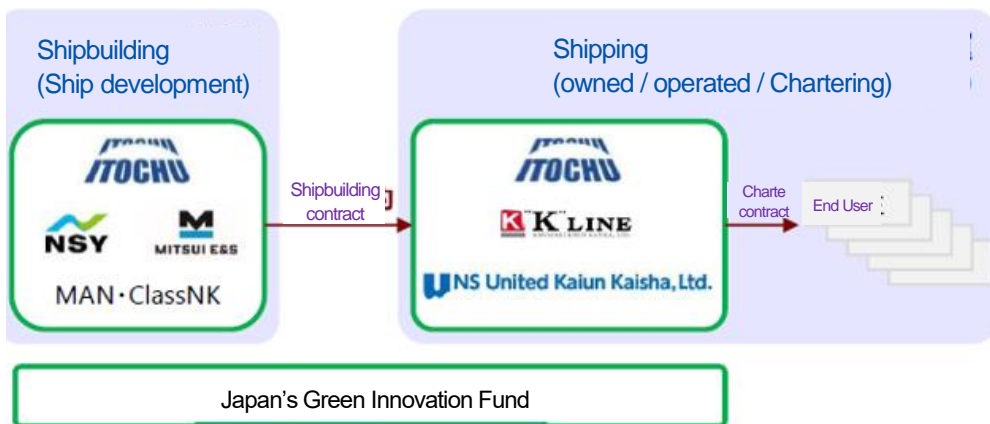 Shipbuilding
(Ship development)
Shipping
(owned / operated / Chartering)
ITOCHU
NSY
MITSUI E&S
MAN・ClassNK
Shipbuilding
contract
ITOCHU
K "K" LINE
NS United Kaiun Kaisha, Ltd.
Charte
contract
End User
Japan's Green Innovation Fund